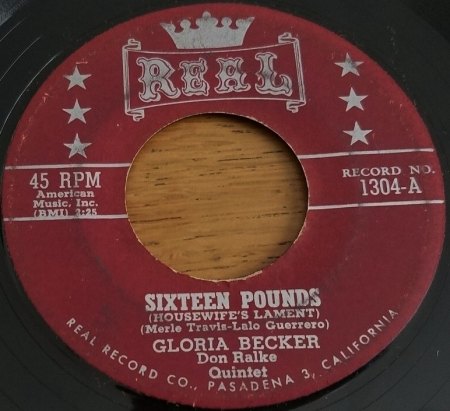 REAL
45 RPM
American
Music, Inc.
(BMI) 2:25
RECORD NO.
1304-A
SIXTEEN POUNDS
(HOUSEWIFE'S LAMENT)
(Merle Travis-Lalo Guerrero)
GLORIA BECKER
Don Ralke
Quintet
REAL RECORD CO., PASADENA 3, CALIFORNIA